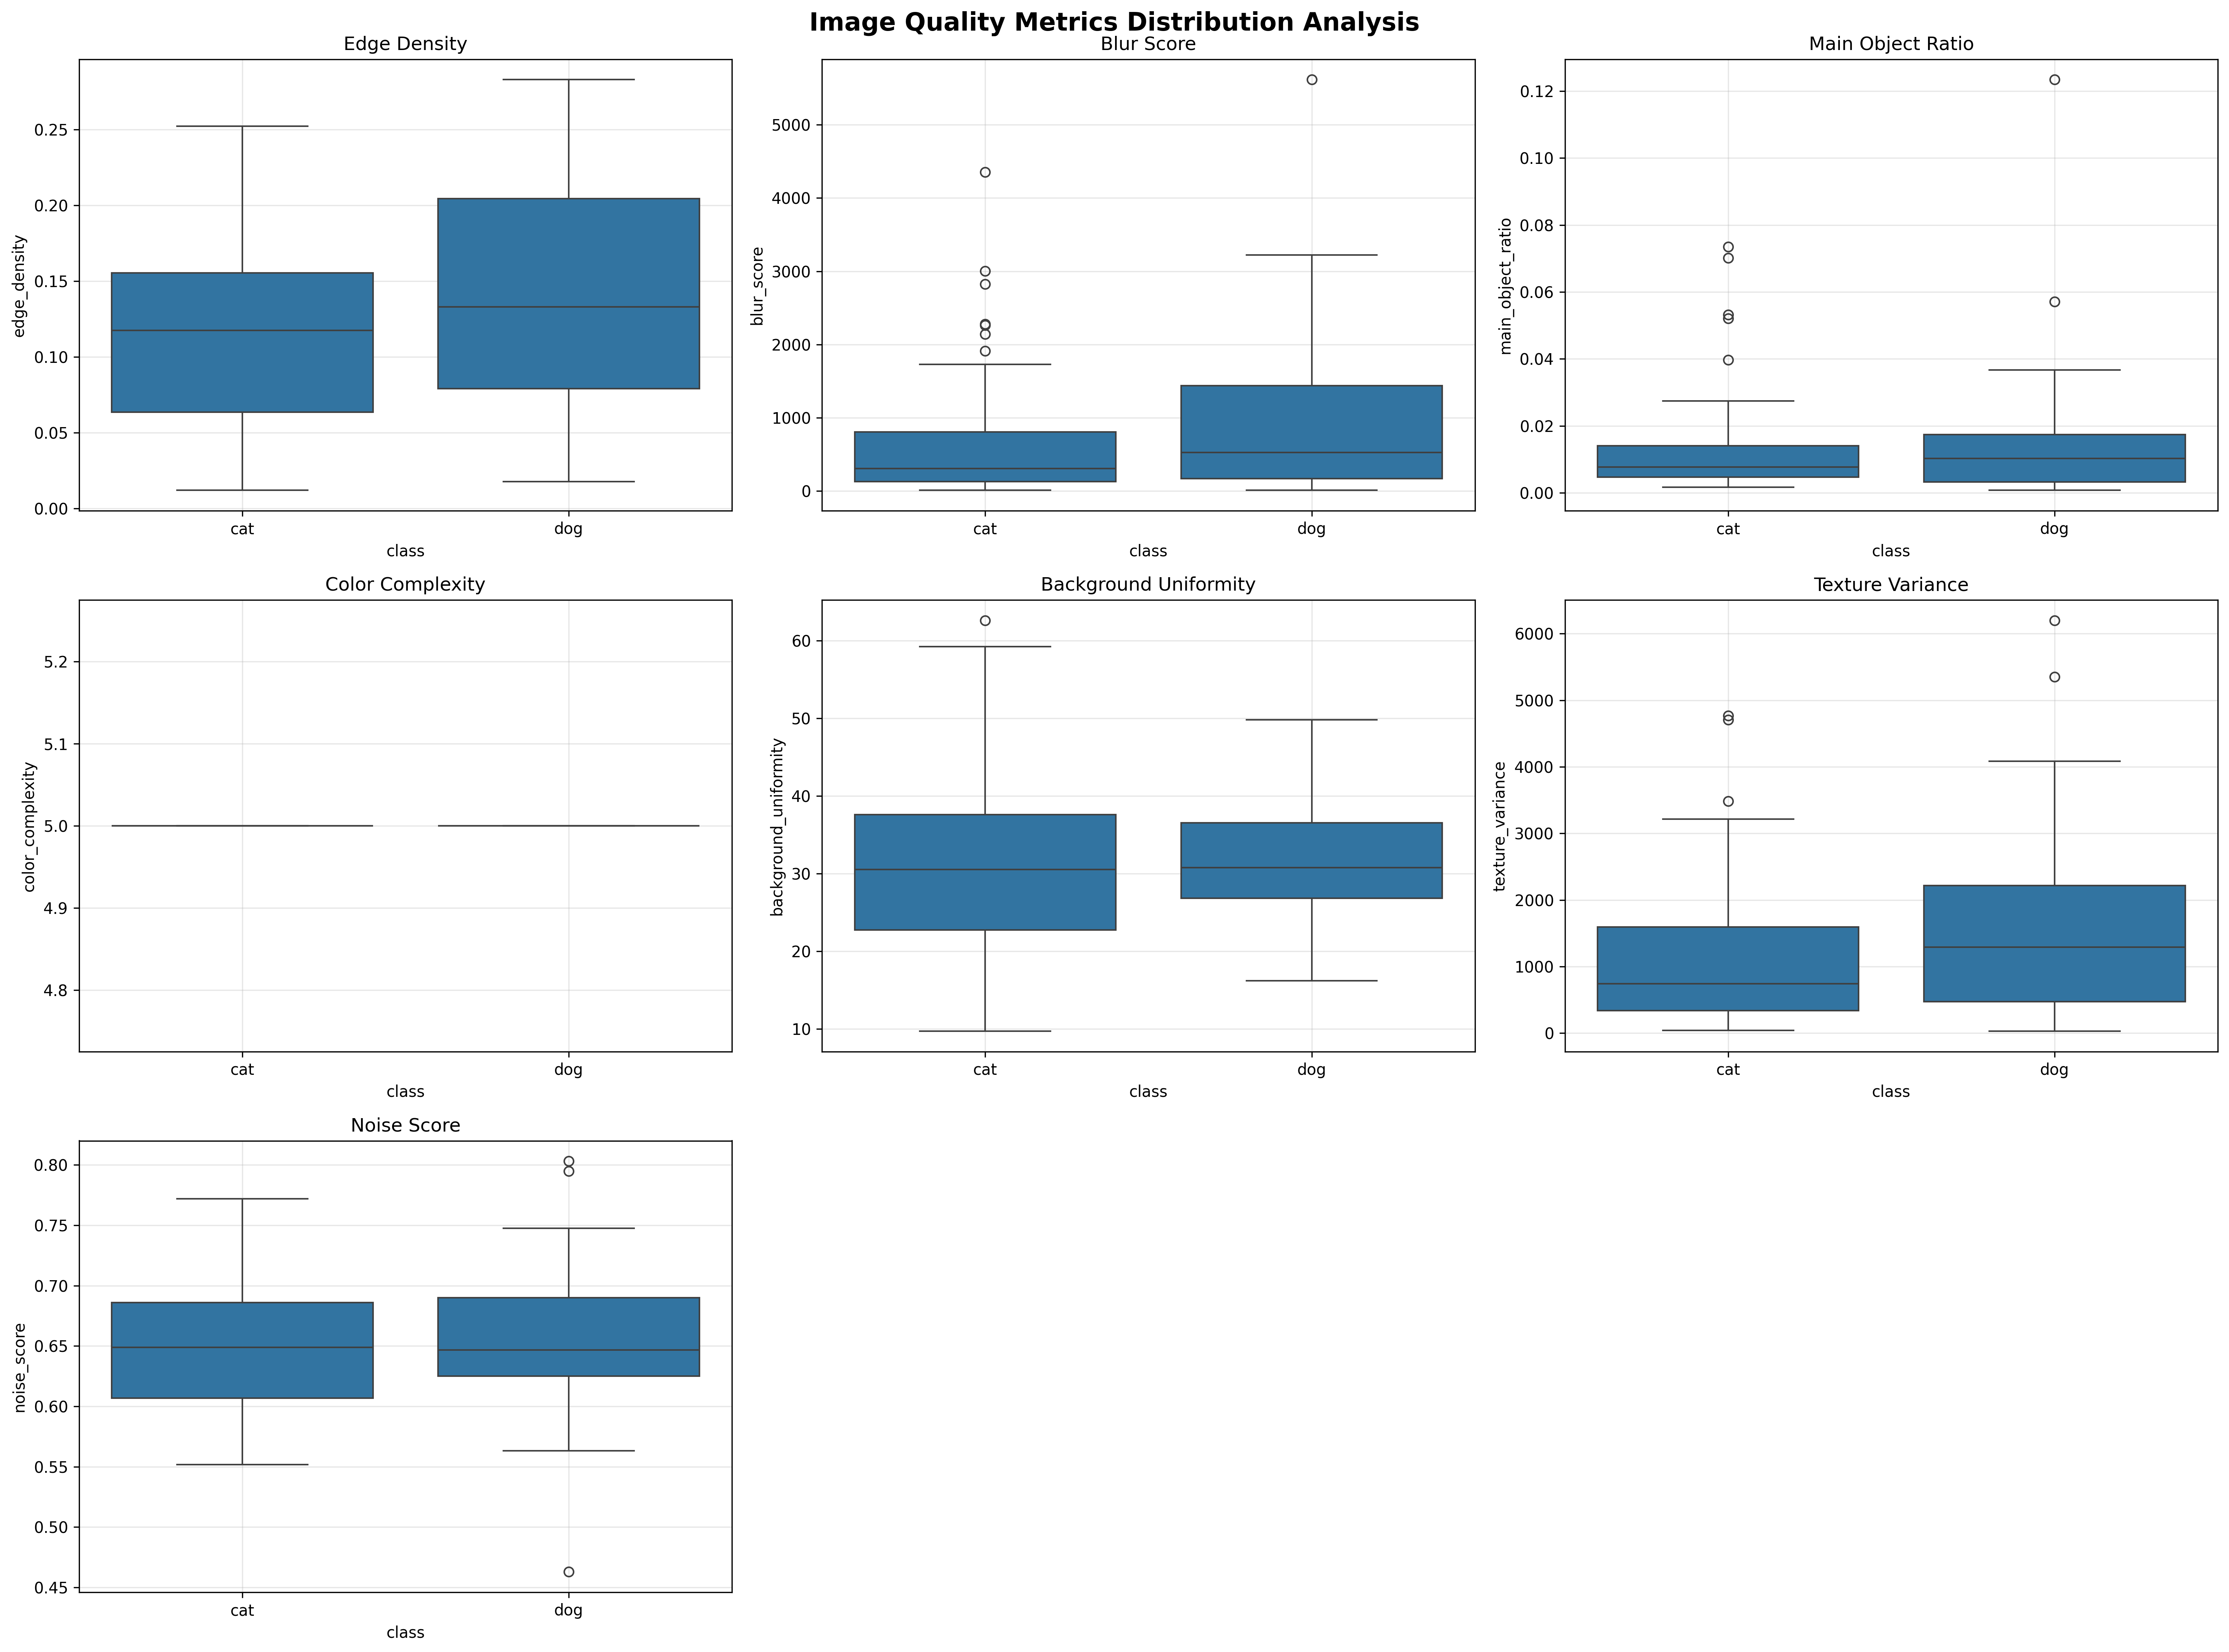 Image Quality Metrics Distribution Analysis
Edge Density
edge_density
0.25
0.20
0.15
0.10
0.05
0.00
cat
dog
class
Blur Score
blur_score
5000
4000
3000
2000
1000
0
cat
dog
class
Main Object Ratio
main_object_ratio
0.12
0.10
0.08
0.06
0.04
0.02
0.00
cat
dog
class
Color Complexity
color_complexity
5.2
5.1
5.0
4.9
4.8
cat
dog
class
Background Uniformity
background_uniformity
60
50
40
30
20
10
cat
dog
class
Texture Variance
texture_variance
6000
5000
4000
3000
2000
1000
0
cat
dog
class
Noise Score
noise_score
0.80
0.75
0.70
0.65
0.60
0.55
0.50
0.45
cat
dog
class